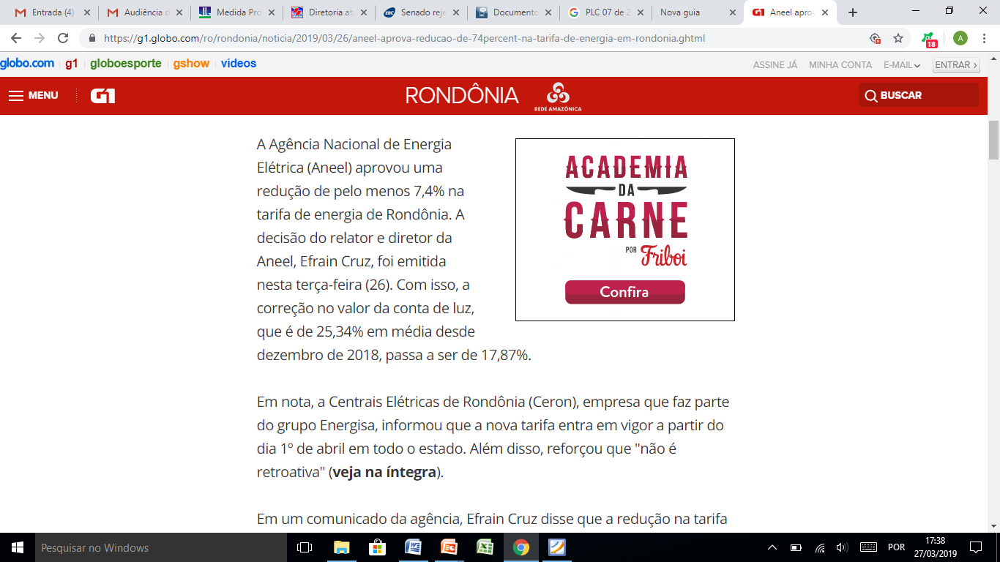 Entrada (4)
Audiência d
Medida Pro
Diretoria at
Senado reje
Documento
PLC 07 de 2
Nova guia
Aneel apro
https://g1.globo.com/ro/rondonia/noticia/2019/03/26/aneel-aprova-reducao-de-74percent-na-tarifa-de-energia-em-rondonia.ghtml
18
A
globo.com g1 globoesporte gshow vídeos
ASSINE JÁ MINHA CONTA E-MAIL ENTRAR
MENU G1
RONDÔNIA
REDE AMAZÔNICA
BUSCAR
A Agência Nacional de Energia
Elétrica (Aneel) aprovou uma
redução de pelo menos 7,4% na
tarifa de energia de Rondônia. A
decisão do relator e diretor da
Aneel, Efrain Cruz, foi emitida
nesta terça-feira (26). Com isso, a
correção no valor da conta de luz,
que é de 25,34% em média desde
dezembro de 2018, passa a ser de 17,87%.
ACADEMIA
DA
CARNE
POR Friboi
Confira
Em nota, a Centrais Elétricas de Rondônia (Ceron), empresa que faz parte
do grupo Energisa, informou que a nova tarifa entra em vigor a partir do
dia 1º de abril em todo o estado. Além disso, reforçou que "não é
retroativa" (veja na íntegra).
Em um comunicado da agência, Efrain Cruz disse que a redução na tarifa
Pesquisar no Windows
POR
17:38
27/03/2019